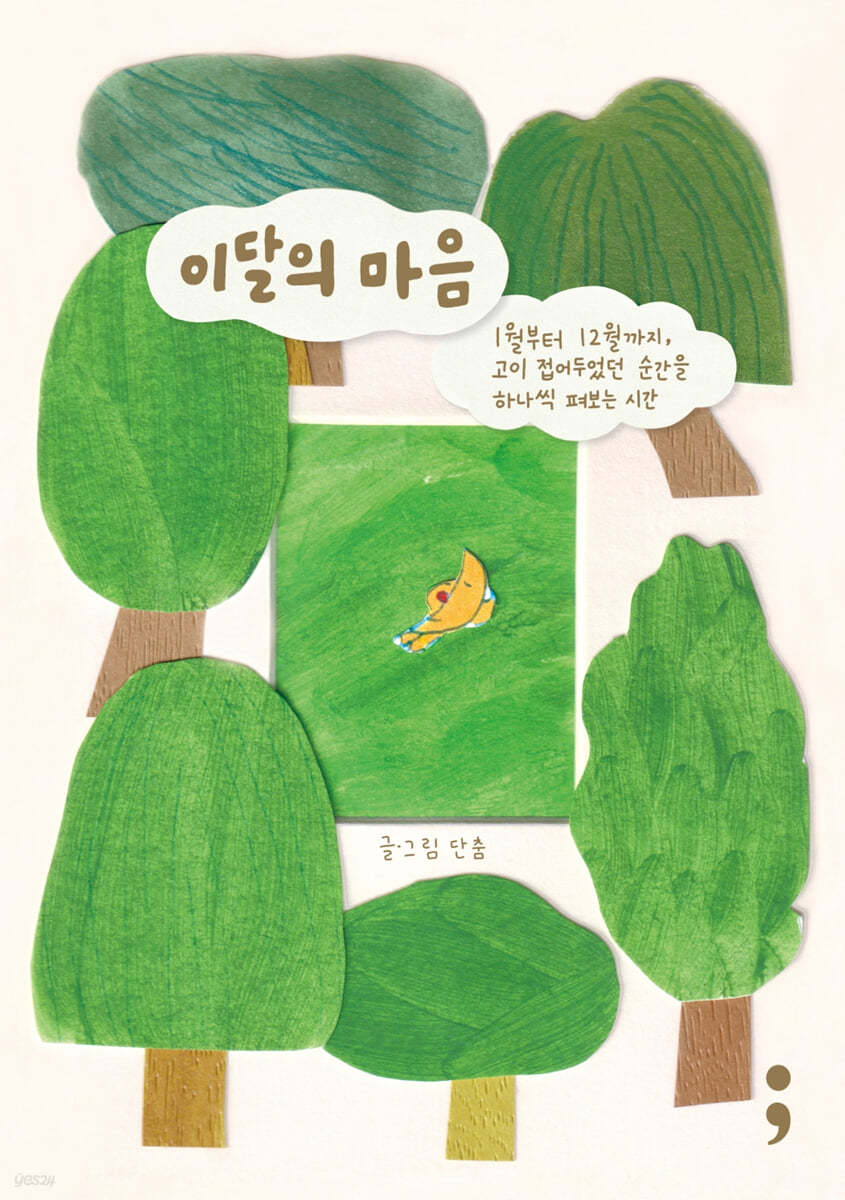 이달의 마음
1월부터 12월까지,
고이 접어두었던 순간을
하나씩 펴보는 시간
글·그림 단춤
;
yes24